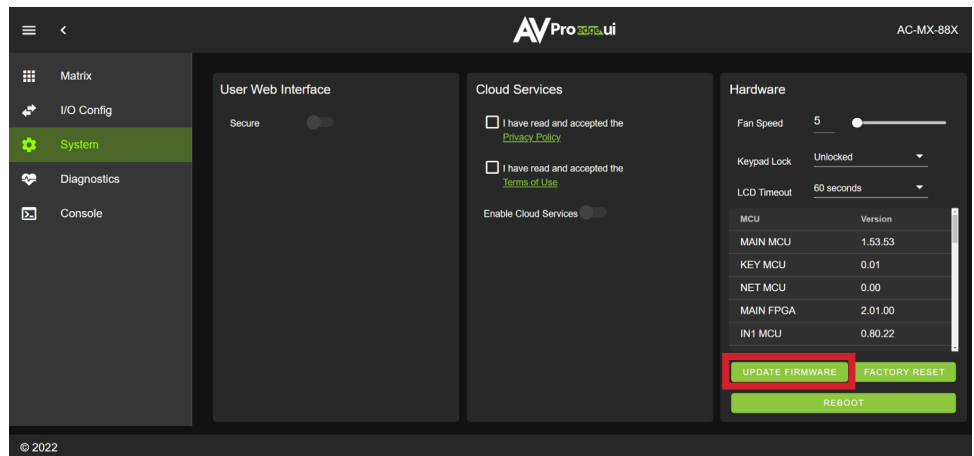 AVPro edge.ui
AC-MX-88X
Matrix
I/O Config
System
Diagnostics
Console
User Web Interface
Secure
Cloud Services
I have read and accepted the
Privacy Policy
I have read and accepted the
Terms of Use
Enable Cloud Services
Hardware
Fan Speed 5
Keypad Lock Unlocked
LCD Timeout 60 seconds
MCU Version
MAIN MCU 1.53.53
KEY MCU 0.01
NET MCU 0.00
MAIN FPGA 2.01.00
IN1 MCU 0.80.22
UPDATE FIRMWARE FACTORY RESET
REBOOT
© 2022